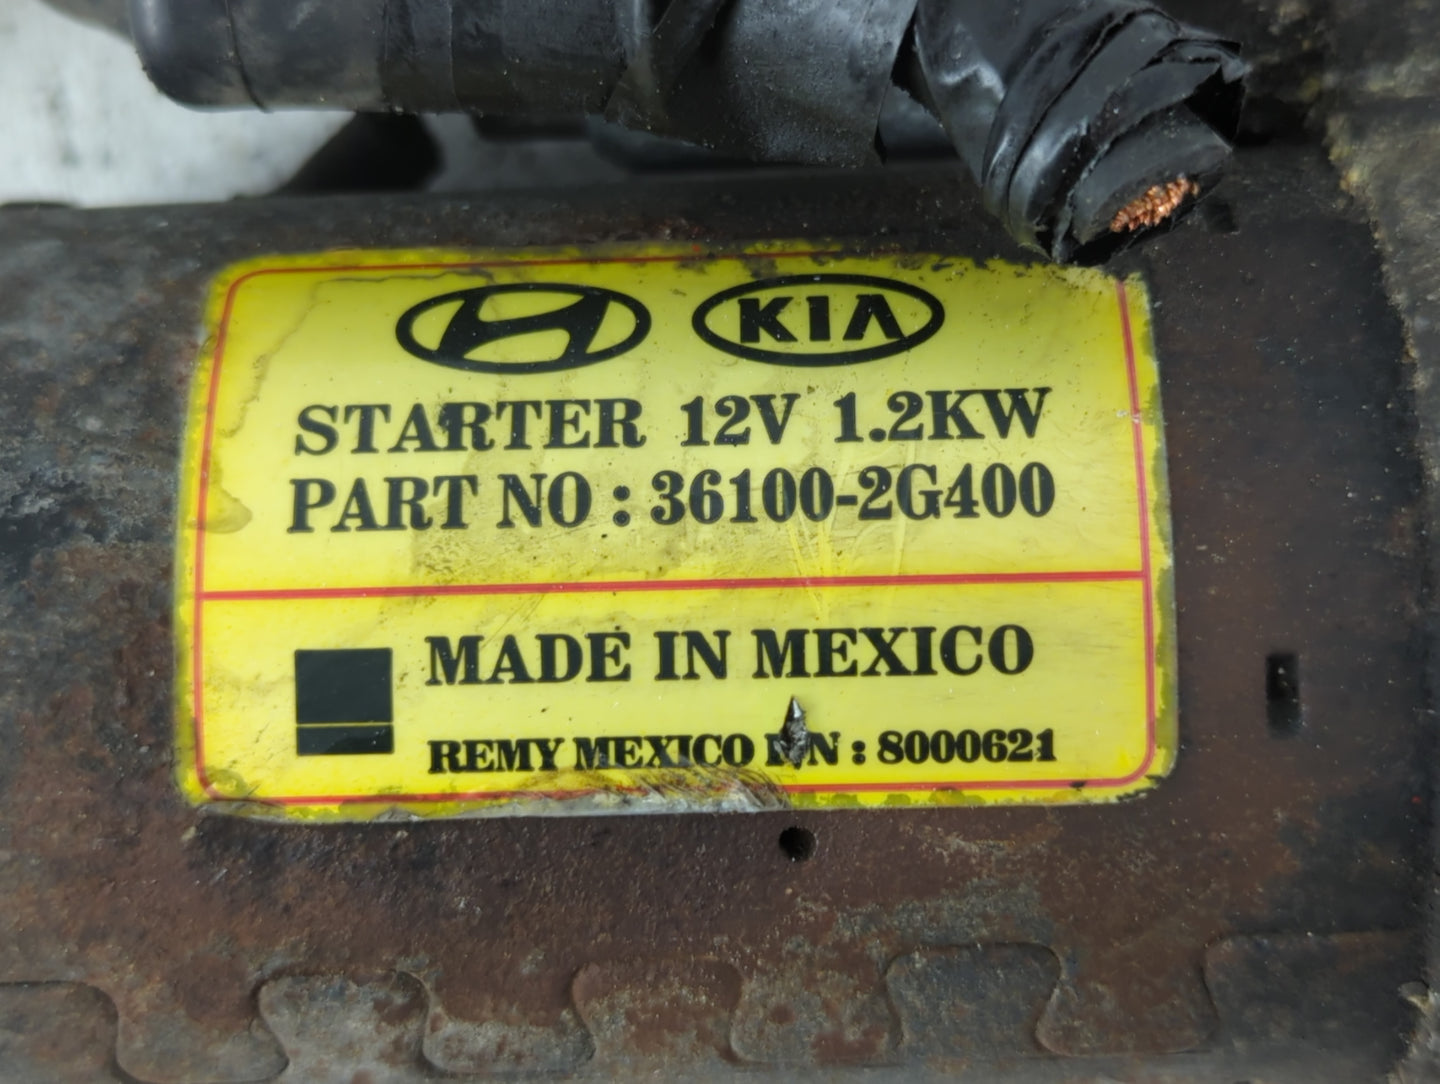 KIA
STARTER 12V 1.2KW
PART NO : 36100-2G400
MADE IN MEXICO
REMY MEXICO P/N : 8000621